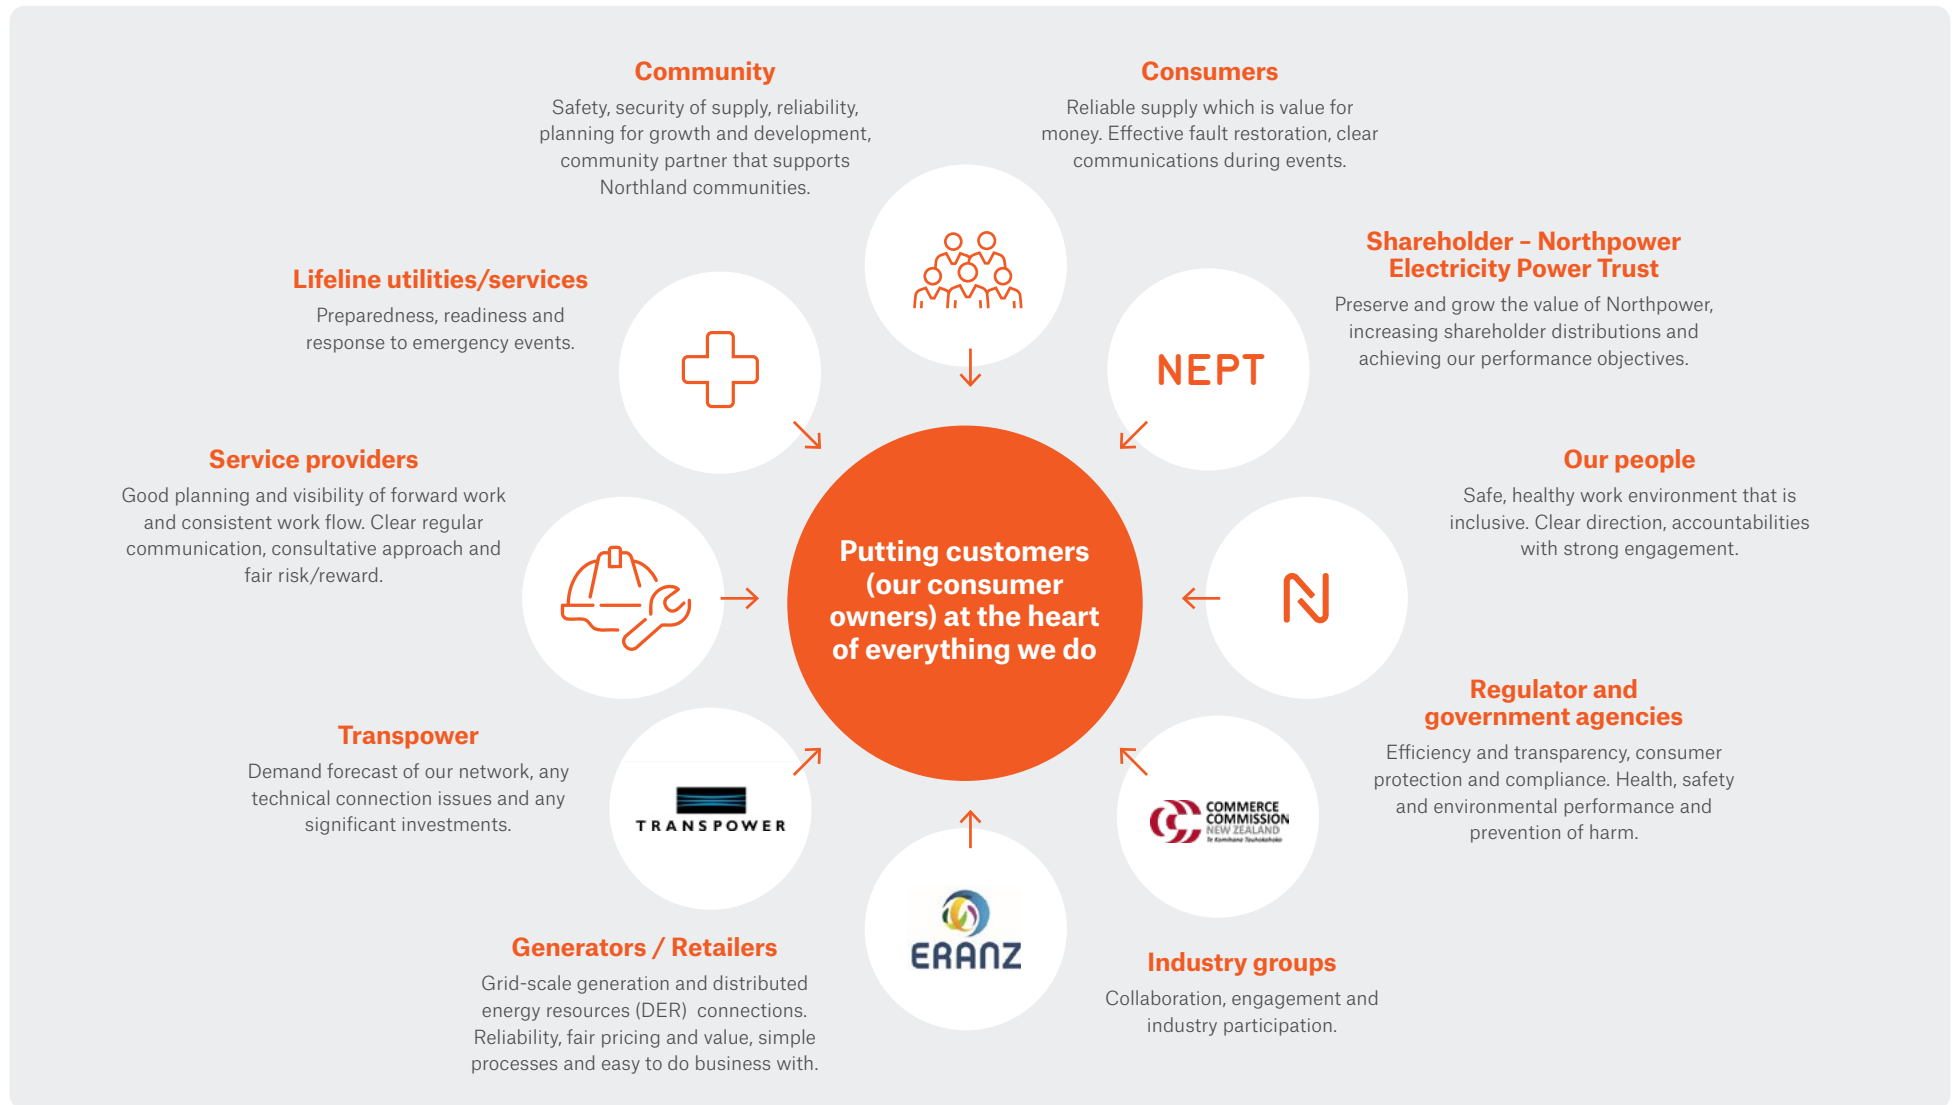 Community
Safety, security of supply, reliability,
planning for growth and development,
community partner that supports
Northland communities.
Consumers
Reliable supply which is value for
money. Effective fault restoration, clear
communications during events.
Shareholder – Northpower
Electricity Power Trust
Preserve and grow the value of Northpower,
increasing shareholder distributions and
achieving our performance objectives.
NEPT
Lifeline utilities/services
Preparedness, readiness and
response to emergency events.
Service providers
Good planning and visibility of forward work
and consistent work flow. Clear regular
communication, consultative approach and
fair risk/reward.
Our people
Safe, healthy work environment that is
inclusive. Clear direction, accountabilities
with strong engagement.
Putting customers
(our consumer
owners) at the heart
of everything we do
Transpower
Demand forecast of our network, any
technical connection issues and any
significant investments.
TRANSPOWER
Regulator and
government agencies
Efficiency and transparency, consumer
protection and compliance. Health, safety
and environmental performance and
prevention of harm.
COMMERCE
COMMISSION
NEW ZEALAND
Te Komihana Tauhokohoko
Generators / Retailers
Grid-scale generation and distributed
energy resources (DER) connections.
Reliability, fair pricing and value, simple
processes and easy to do business with.
ERANZ
Industry groups
Collaboration, engagement and
industry participation.